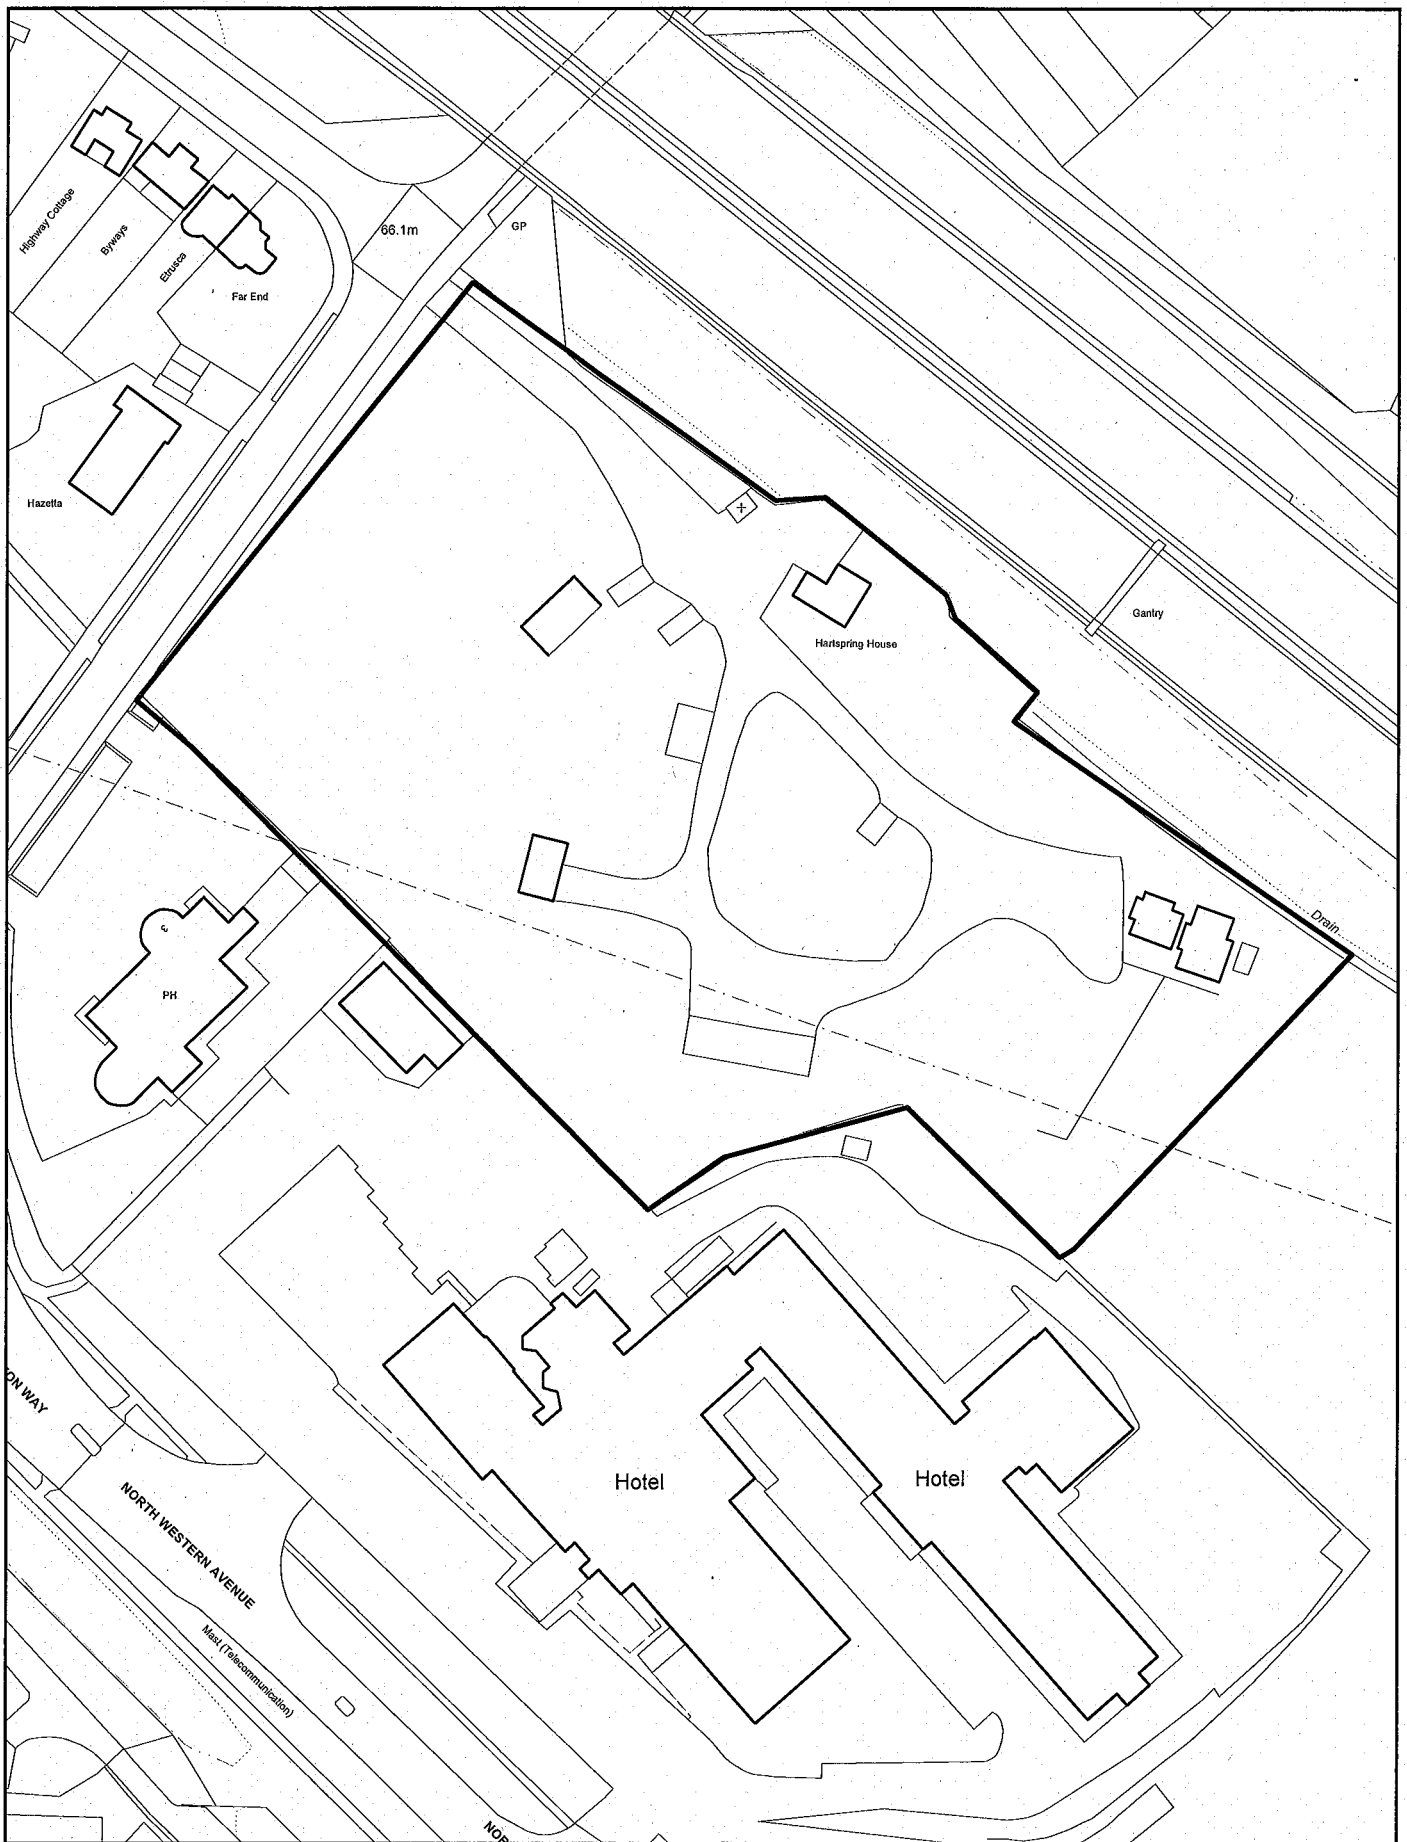 Highway Cottage
Byways
Etrusca
Far End
66.1m
GP
Hazetta
Hartspring House
Gantry
Drain
PH
Hotel
Hotel
NORTH WESTERN AVENUE
Mast (Telecommunication)
ON WAY
NOR